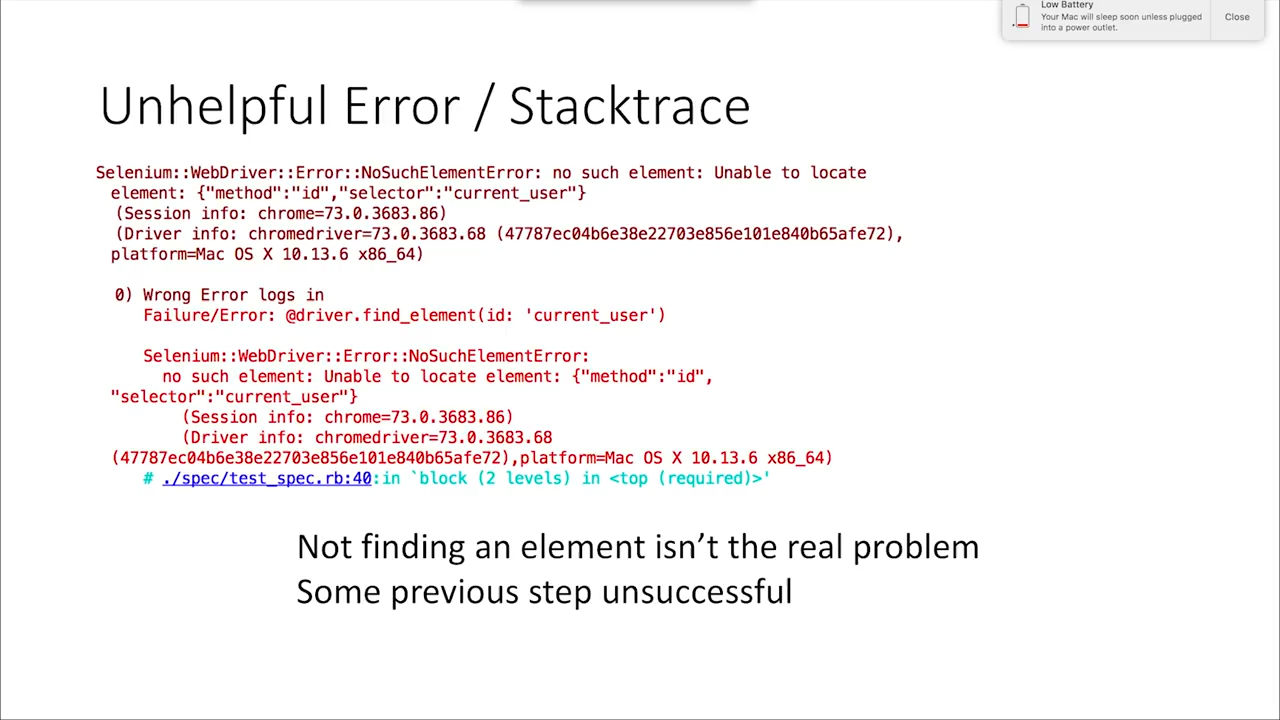 Low Battery
Your Mac will sleep soon unless plugged
into a power outlet.
Close
Unhelpful Error / Stacktrace
Selenium::WebDriver::Error::NoSuchElementError: no such element: Unable to locate
element: {"method":"id","selector":"current_user"}
(Session info: chrome=73.0.3683.86)
(Driver info: chromedriver=73.0.3683.68 (47787ec04b6e38e22703e856e101e840b65afe72),
platform=Mac OS X 10.13.6 x86_64)
0) Wrong Error logs in
Failure/Error: @driver.find_element(id: 'current_user')
Selenium::WebDriver::Error::NoSuchElementError:
no such element: Unable to locate element: {"method":"id",
"selector":"current_user"}
(Session info: chrome=73.0.3683.86)
(Driver info: chromedriver=73.0.3683.68
(47787ec04b6e38e22703e856e101e840b65afe72),platform=Mac OS X 10.13.6 x86_64)
# ./spec/test_spec.rb:40:in `block (2 levels) in <top (required)>'
Not finding an element isn’t the real problem
Some previous step unsuccessful